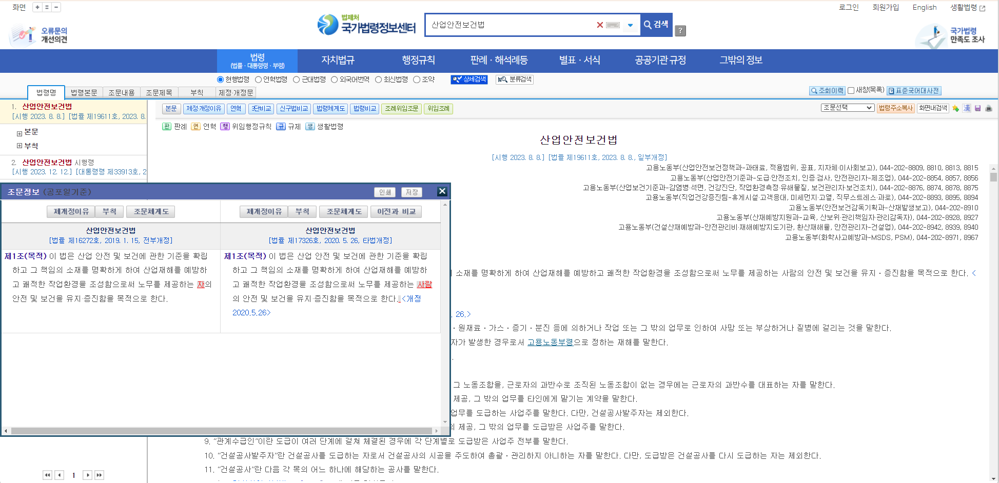 화면 + = −
로그인 회원가입 English 생활법령
오류문의
개선의견
법제처
국가법령정보센터
산업안전보건법
검색
?
국가법령
만족도 조사
법령
(법률 · 대통령령 · 부령)
자치법규 행정규칙 판례 · 해석례등 별표 · 서식 공공기관 규정 그밖의 정보
현행법령 연혁법령 근대법령 외국어번역 최신법령 조약 상세검색 분류검색
법령명 법령본문 조문내용 조문제목 부칙 제정·개정문
조회이력 새창(목록) 표준국어대사전
1. 산업안전보건법
[시행 2023. 8. 8.] [법률 제19611호, 2023. 8.
본문
부칙
2. 산업안전보건법 시행령
[시행 2023. 12. 12.] [대통령령 제33913호, 2
본문 제정·개정이유 연혁 3단비교 신구법비교 법령체계도 법령비교 조례위임조문 위임조례
조문선택 법령주소복사 화면내검색 漢
판 판례 연 연혁 행 위임행정규칙 규 규제 생 생활법령
산업안전보건법
[시행 2023. 8. 8.] [법률 제19611호, 2023. 8. 8., 일부개정]
고용노동부(산업안전보건정책과-과태료, 적용범위, 공표, 지자체·이사회보고), 044-202-8809, 8810, 8813, 8815
고용노동부(산업안전기준과-도급·안전조치, 인증·검사, 안전관리자-제조업), 044-202-8854, 8857, 8856
고용노동부(산업보건기준과-감염병·석면, 건강진단, 작업환경측정·유해물질, 보건관리자·보건조치), 044-202-8876, 8874, 8878, 8875
고용노동부(직업건강증진팀-휴게시설·고객응대, 미세먼지·고열, 직무스트레스·과로), 044-202-8893, 8895, 8894
고용노동부(안전보건감독기획과-산재발생보고), 044-202-8910
고용노동부(산재예방지원과-교육, 산보위·관리책임자·관리감독자), 044-202-8928, 8927
고용노동부(건설산재예방과-안전관리비·재해예방지도기관, 환산재해율, 안전관리자-건설업), 044-202-8942, 8939, 8940
고용노동부(화학사고예방과-MSDS, PSM), 044-202-8971, 8967
조문정보 (공포일기준) 인쇄 저장
제개정이유 부칙 조문체계도
산업안전보건법
[법률 제16272호, 2019. 1. 15, 전부개정]
제1조(목적) 이 법은 산업 안전 및 보건에 관한 기준을 확립
하고 그 책임의 소재를 명확하게 하여 산업재해를 예방하
고 쾌적한 작업환경을 조성함으로써 노무를 제공하는 자의
안전 및 보건을 유지·증진함을 목적으로 한다.
제개정이유 부칙 조문체계도 이전과 비교
산업안전보건법
[법률 제17326호, 2020. 5. 26, 타법개정]
제1조(목적) 이 법은 산업 안전 및 보건에 관한 기준을 확립
하고 그 책임의 소재를 명확하게 하여 산업재해를 예방하
고 쾌적한 작업환경을 조성함으로써 노무를 제공하는 사람
의 안전 및 보건을 유지·증진함을 목적으로 한다. <개정
2020.5.26>
소재를 명확하게 하여 산업재해를 예방하고 쾌적한 작업환경을 조성함으로써 노무를 제공하는 사람의 안전 및 보건을 유지ㆍ증진함을 목적으로 한다. <
. 26.>
ㆍ원재료ㆍ가스ㆍ증기ㆍ분진 등에 의하거나 작업 또는 그 밖의 업무로 인하여 사망 또는 부상하거나 질병에 걸리는 것을 말한다.
자가 발생한 경우로서 고용노동부령으로 정하는 재해를 말한다.
.
그 노동조합을, 근로자의 과반수로 조직된 노동조합이 없는 경우에는 근로자의 과반수를 대표하는 자를 말한다.
제공, 그 밖의 업무를 타인에게 맡기는 계약을 말한다.
업무를 도급하는 사업주를 말한다. 다만, 건설공사발주자는 제외한다.
의 제공, 그 밖의 업무를 도급받은 사업주를 말한다.
9. “관계수급인”이란 도급이 여러 단계에 걸쳐 체결된 경우에 각 단계별로 도급받은 사업주 전부를 말한다.
10. “건설공사발주자”란 건설공사를 도급하는 자로서 건설공사의 시공을 주도하여 총괄ㆍ관리하지 아니하는 자를 말한다. 다만, 도급받은 건설공사를 다시 도급하는 자는 제외한다.
11. “건설공사”란 다음 각 목의 어느 하나에 해당하는 공사를 말한다.
1